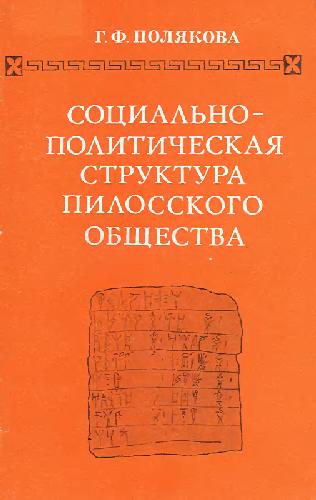 Г. Ф. ПОЛЯКОВА
СОЦИАЛЬНО-
ПОЛИТИЧЕСКАЯ
СТРУКТУРА
ПИЛОССКОГО
ОБЩЕСТВА